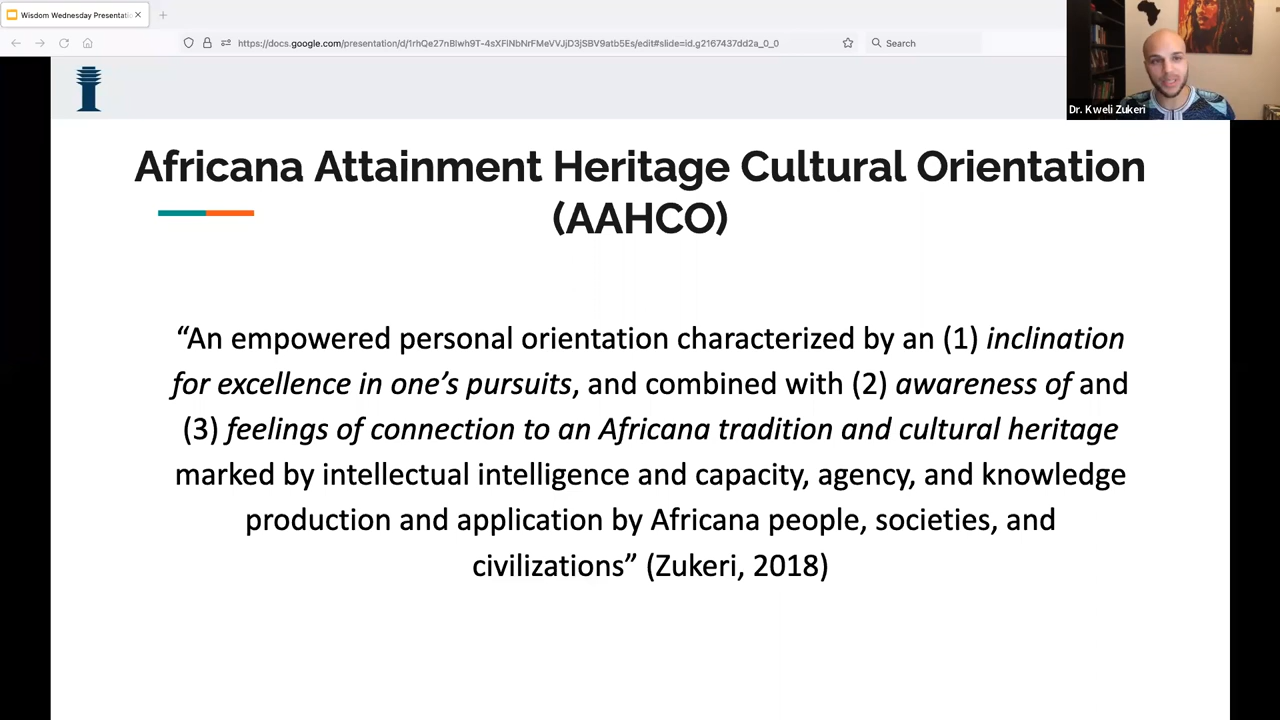 Wisdom Wednesday Presentati
https://docs.google.com/presentation/d/1rhQe27nBlwh9T-4sXFlNbNrFMeVVJjD3jSBV9atb5Es/edit#slide=id.g2167437dd2a_0_0
Search
Dr. Kweli Zukeri
Africana Attainment Heritage Cultural Orientation
(AAHCO)
“An empowered personal orientation characterized by an (1) inclination
for excellence in one’s pursuits, and combined with (2) awareness of and
(3) feelings of connection to an Africana tradition and cultural heritage
marked by intellectual intelligence and capacity, agency, and knowledge
production and application by Africana people, societies, and
civilizations” (Zukeri, 2018)